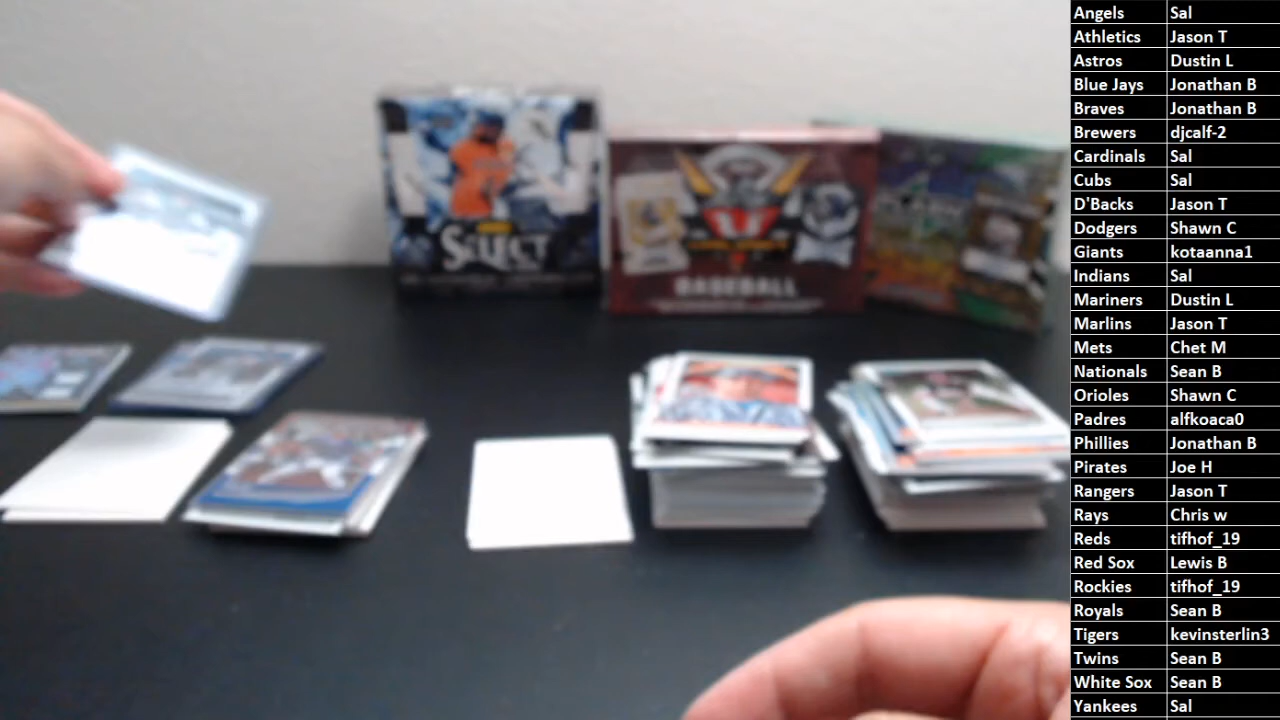 SELECT
BASEBALL
Angels Sal
Athletics Jason T
Astros Dustin L
Blue Jays Jonathan B
Braves Jonathan B
Brewers djcalf-2
Cardinals Sal
Cubs Sal
D'Backs Jason T
Dodgers Shawn C
Giants kotaanna1
Indians Sal
Mariners Dustin L
Marlins Jason T
Mets Chet M
Nationals Sean B
Orioles Shawn C
Padres alfkoaca0
Phillies Jonathan B
Pirates Joe H
Rangers Jason T
Rays Chris w
Reds tifhof_19
Red Sox Lewis B
Rockies tifhof_19
Royals Sean B
Tigers kevinsterlin3
Twins Sean B
White Sox Sean B
Yankees Sal